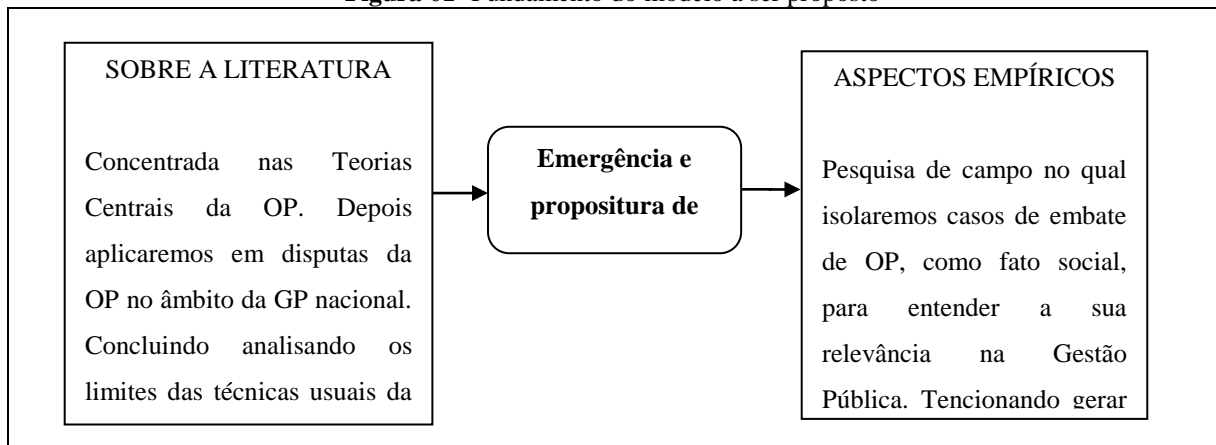 SOBRE A LITERATURA
Concentrada nas Teorias
Centrais da OP. Depois
aplicaremos em disputas da
OP no âmbito da GP nacional.
Concluindo analisando os
limites das técnicas usuais da
Emergência e
propositura de
ASPECTOS EMPÍRICOS
Pesquisa de campo no qual
isolaremos casos de embate
de OP, como fato social,
para entender a sua
relevância na Gestão
Pública. Tencionando gerar